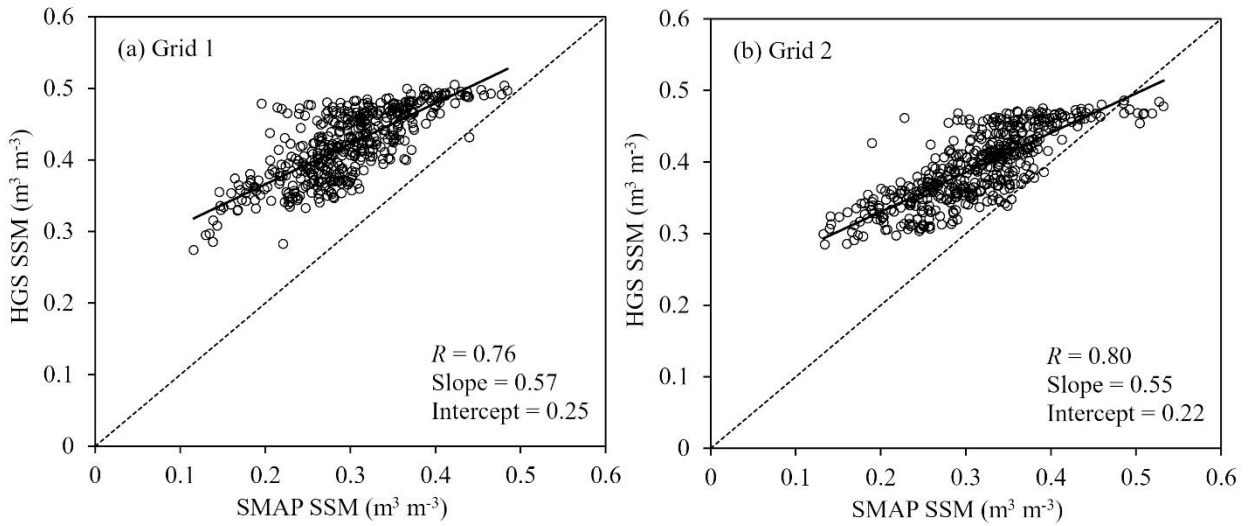 (a) Grid 1
HGS SSM (m³ m⁻³)
0.6
0.5
0.4
0.3
0.2
0.1
0
R = 0.76
Slope = 0.57
Intercept = 0.25
0 0.1 0.2 0.3 0.4 0.5 0.6
SMAP SSM (m³ m⁻³)
(b) Grid 2
HGS SSM (m³ m⁻³)
0.6
0.5
0.4
0.3
0.2
0.1
0
R = 0.80
Slope = 0.55
Intercept = 0.22
0 0.1 0.2 0.3 0.4 0.5 0.6
SMAP SSM (m³ m⁻³)